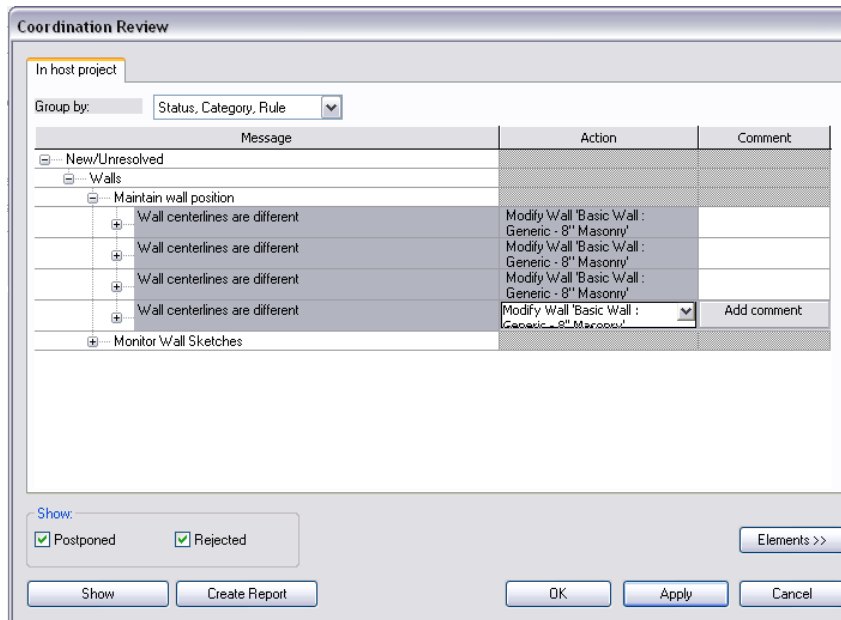 Coordination Review
In host project
Group by: Status, Category, Rule
Message Action Comment
New/Unresolved
Walls
Maintain wall position
Wall centerlines are different Modify Wall 'Basic Wall :
Generic - 8" Masonry'
Wall centerlines are different Modify Wall 'Basic Wall :
Generic - 8" Masonry'
Wall centerlines are different Modify Wall 'Basic Wall :
Generic - 8" Masonry'
Wall centerlines are different Modify Wall 'Basic Wall : Add comment
Generic - 8" Masonry'
Monitor Wall Sketches
Show:
Postponed Rejected Elements >>
Show Create Report OK Apply Cancel